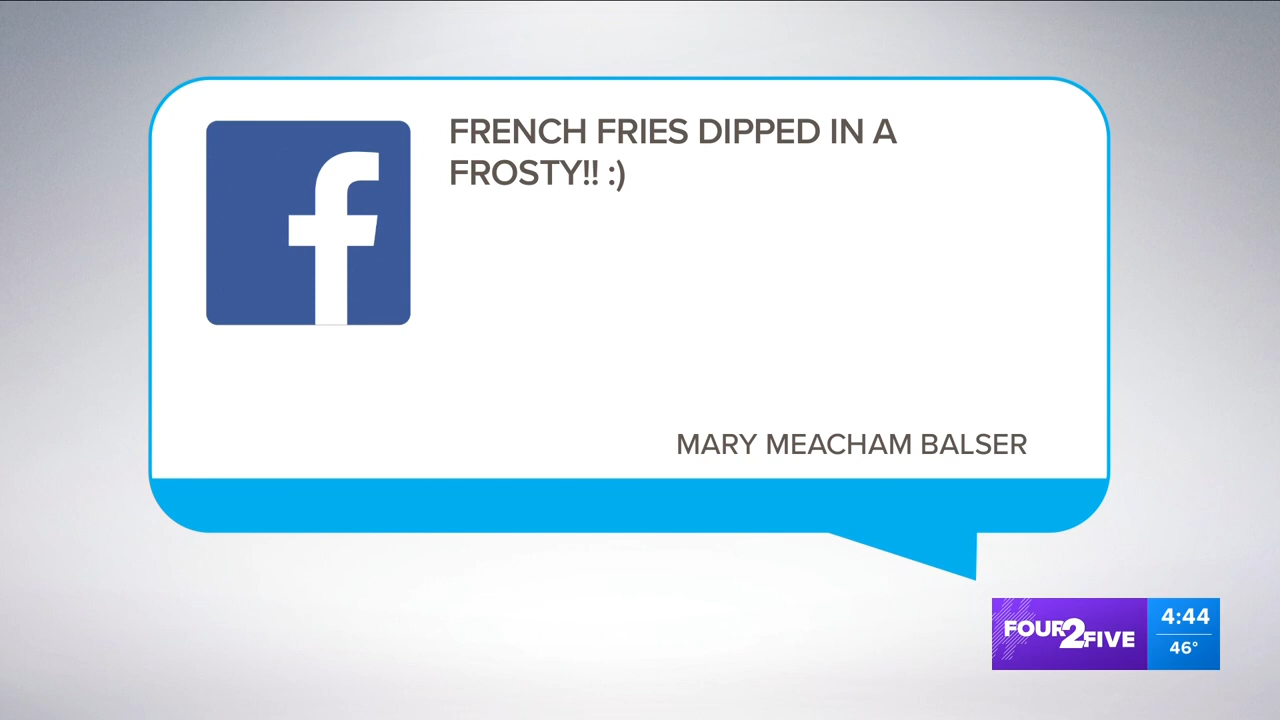 FRENCH FRIES DIPPED IN A
FROSTY!! :)
MARY MEACHAM BALSER
FOUR2FIVE
4:44
46°